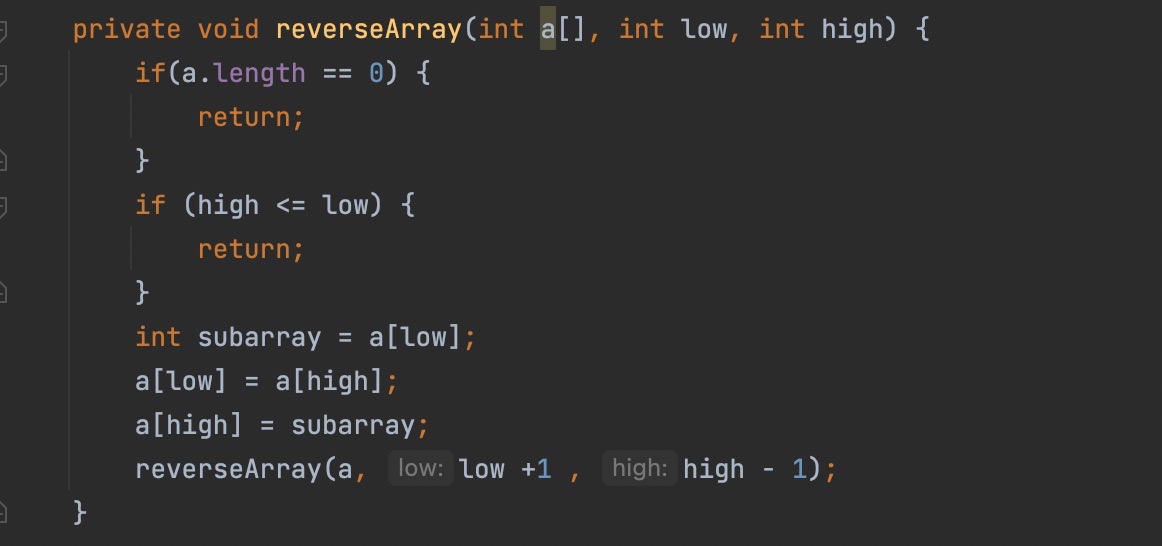 private void reverseArray(int a[], int low, int high) {
    if(a.length == 0) {
        return;
    }
    if (high <= low) {
        return;
    }
    int subarray = a[low];
    a[low] = a[high];
    a[high] = subarray;
    reverseArray(a, low: low +1 , high: high - 1);
}